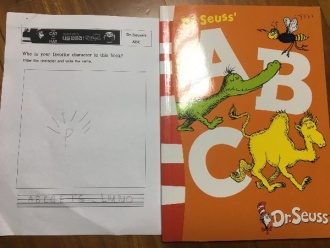 Dr. Seuss's
ABC
Who is your favorite character in this book?
Draw the character and write the name.
A B C D E F G LMNO
Dr. Seuss'
A
B
C
Dr. Seuss